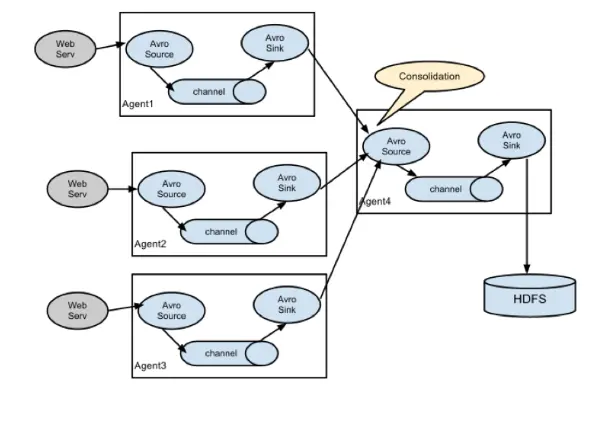 Web
Serv
Avro
Source
Avro
Sink
channel
Agent1
Consolidation
Web
Serv
Avro
Source
Avro
Sink
channel
Agent2
Avro
Source
Avro
Sink
channel
Agent4
Web
Serv
Avro
Source
Avro
Sink
channel
Agent3
HDFS